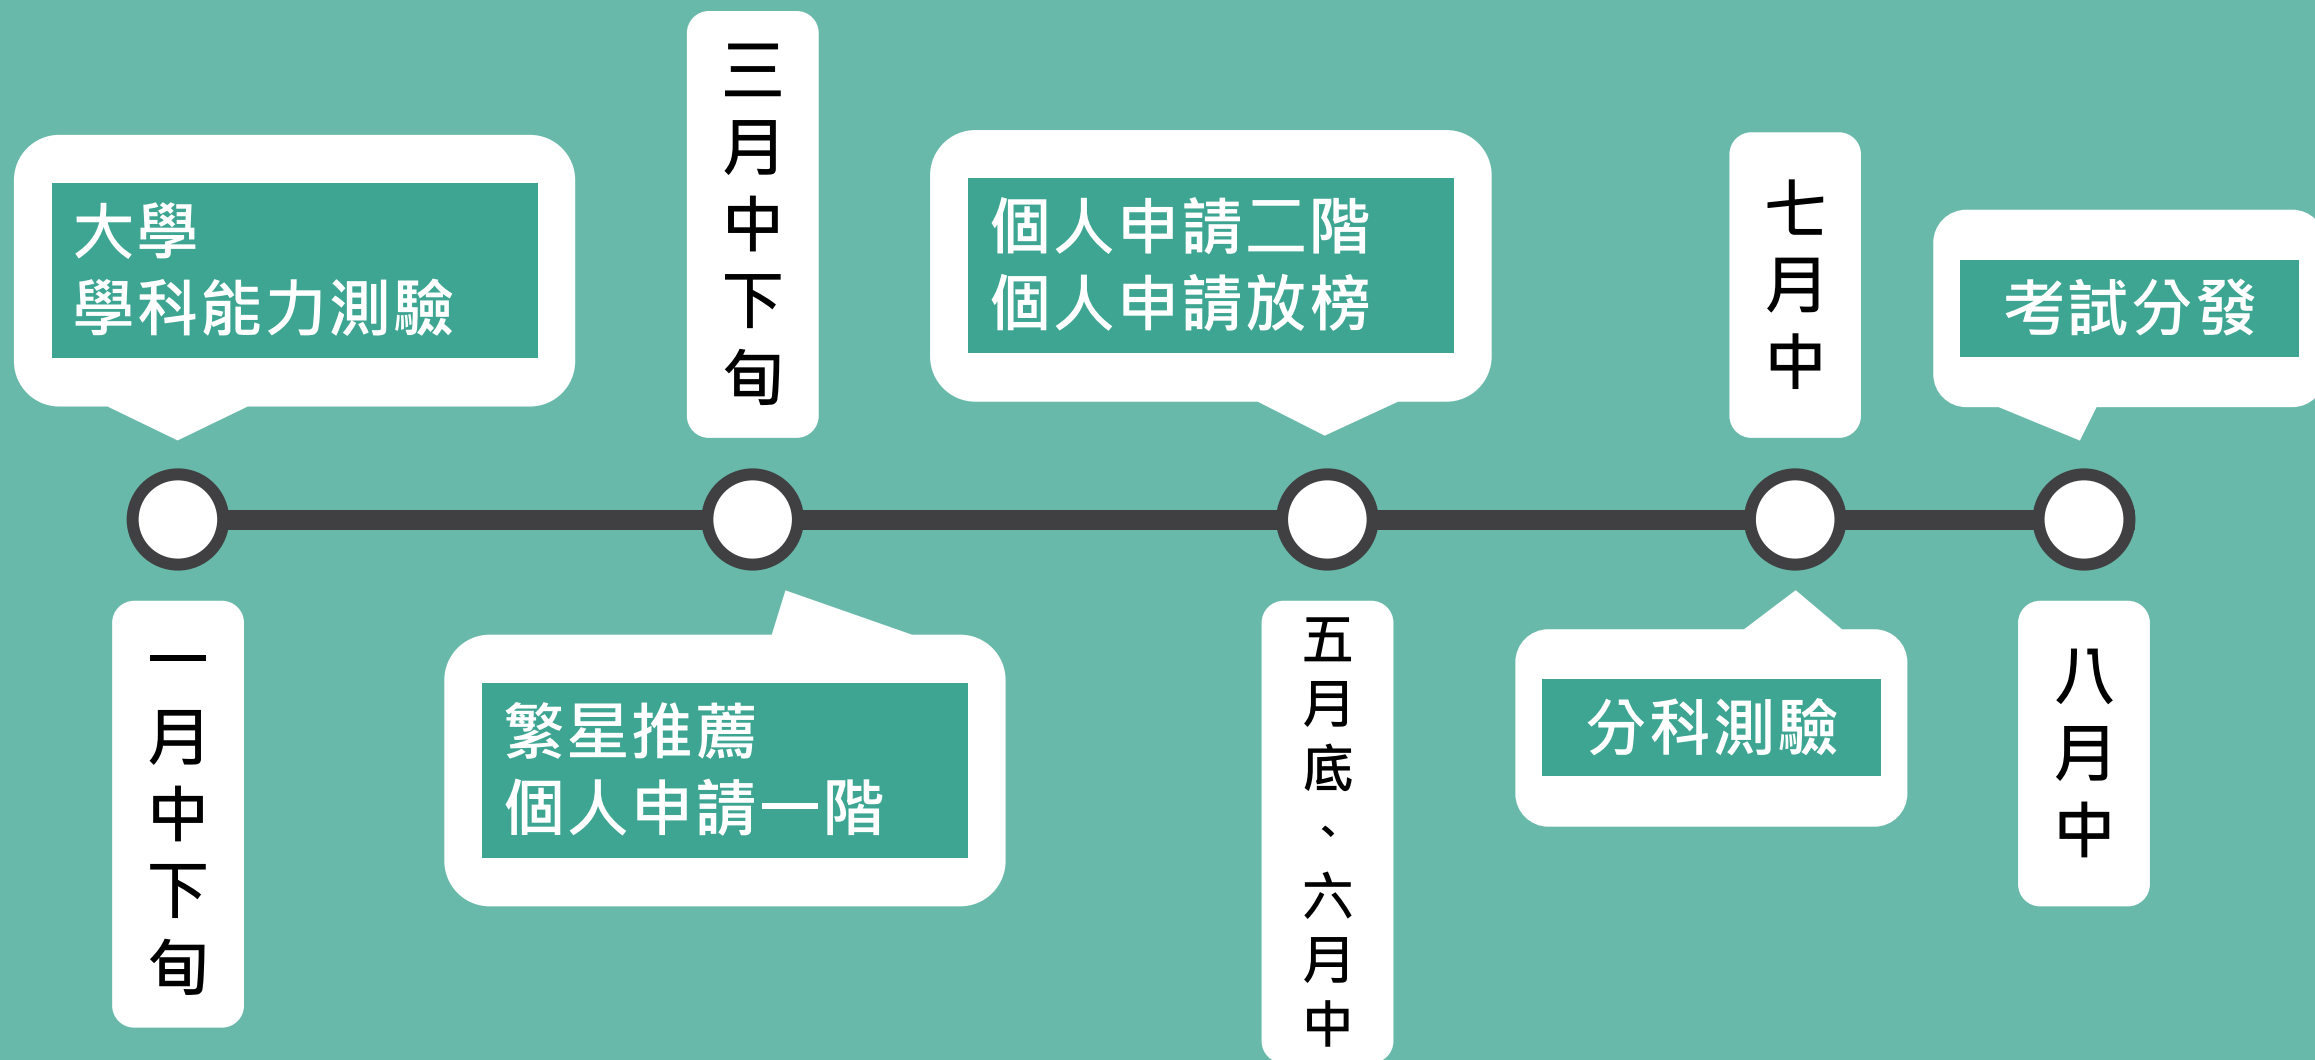 大學
學科能力測驗
一月中下旬
三月中下旬
繁星推薦
個人申請一階
個人申請二階
個人申請放榜
五月底、六月中
七月中
分科測驗
考試分發
八月中